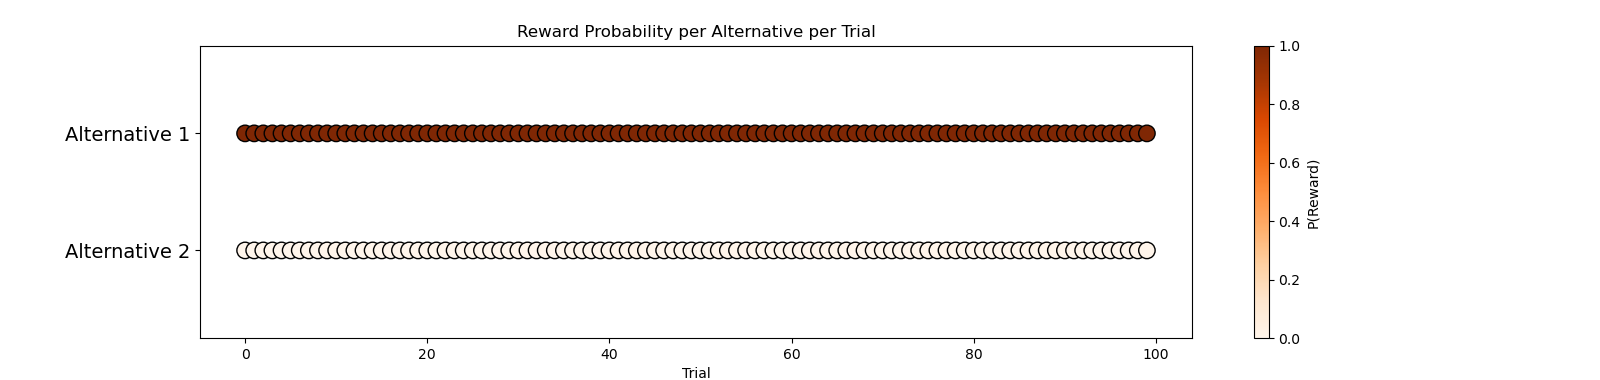 Reward Probability per Alternative per Trial
Alternative 1
Alternative 2
0 20 40 60 80 100
Trial
1.0
0.8
0.6
0.4
0.2
0.0
P(Reward)